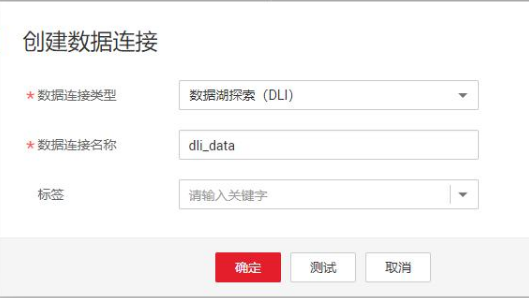 创建数据连接
* 数据连接类型 数据湖探索（DLI）
* 数据连接名称 dli_data
标签 请输入关键字
确定 测试 取消